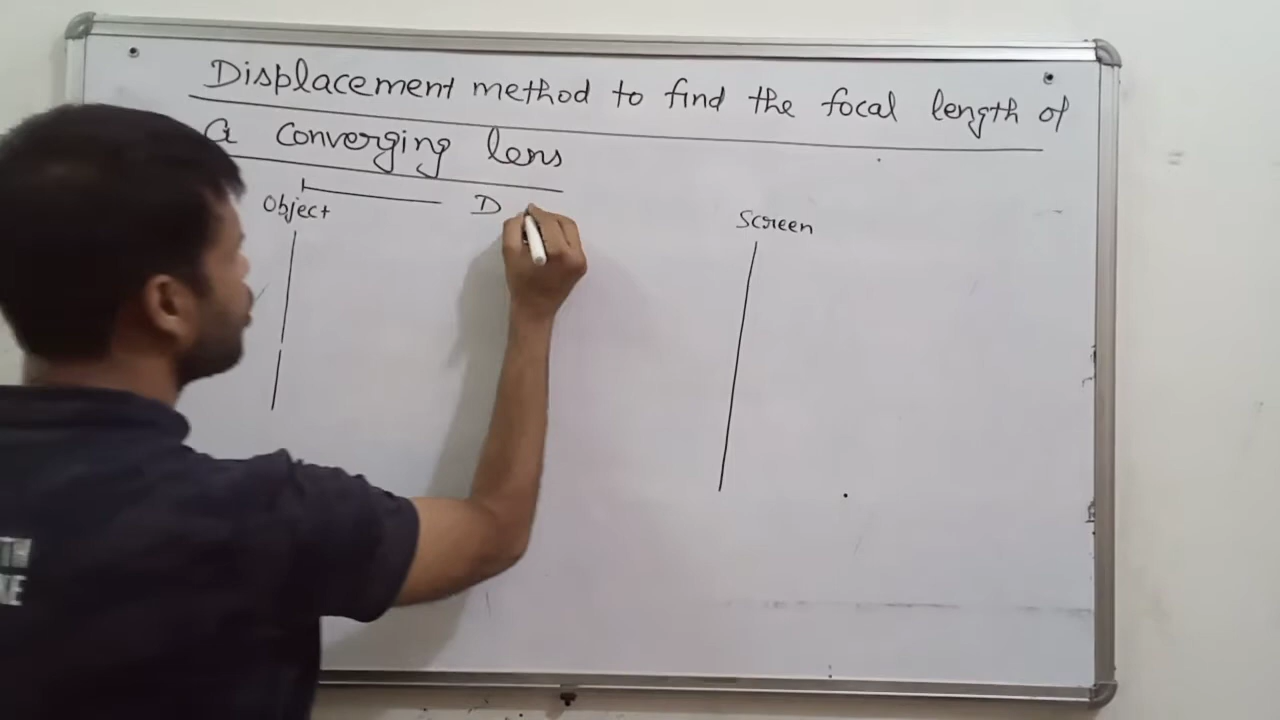 Displacement method to find the focal length of
a converging lens
D
Object
Screen